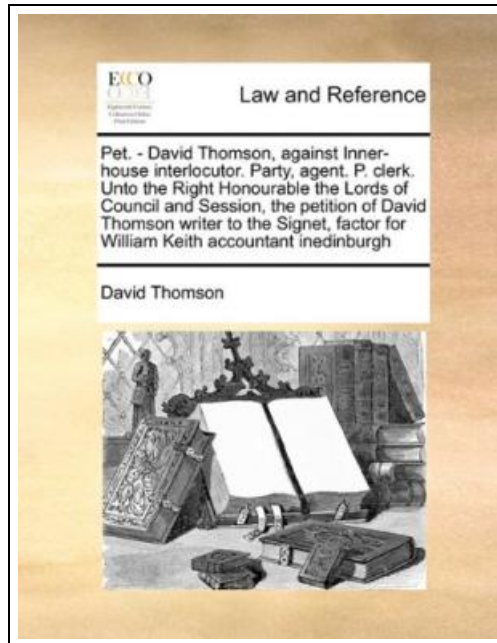 ECCO
Law and Reference
Pet. - David Thomson, against Inner-
house interlocutor. Party, agent. P. clerk.
Unto the Right Honourable the Lords of
Council and Session, the petition of David
Thomson writer to the Signet, factor for
William Keith accountant inedinburgh
David Thomson